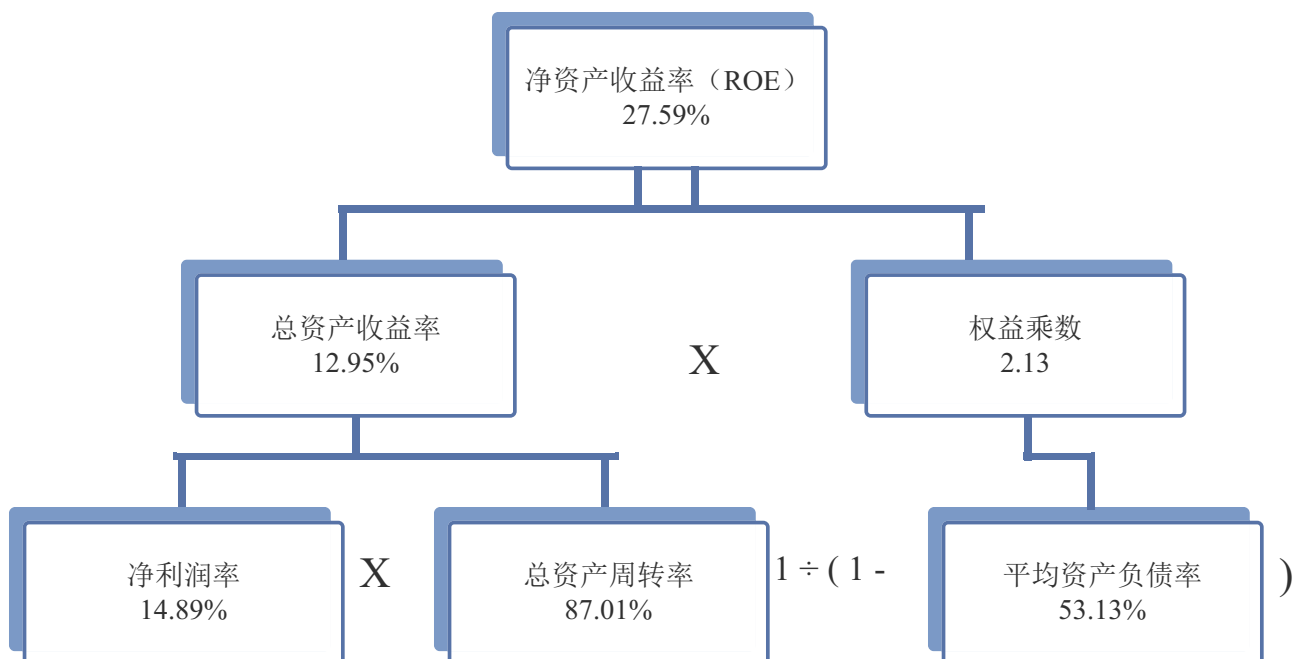 净资产收益率（ROE）
27.59%
总资产收益率
12.95%
X
权益乘数
2.13
净利润率
14.89%
X
总资产周转率
87.01%
1 ÷ ( 1 -
平均资产负债率
53.13%
)